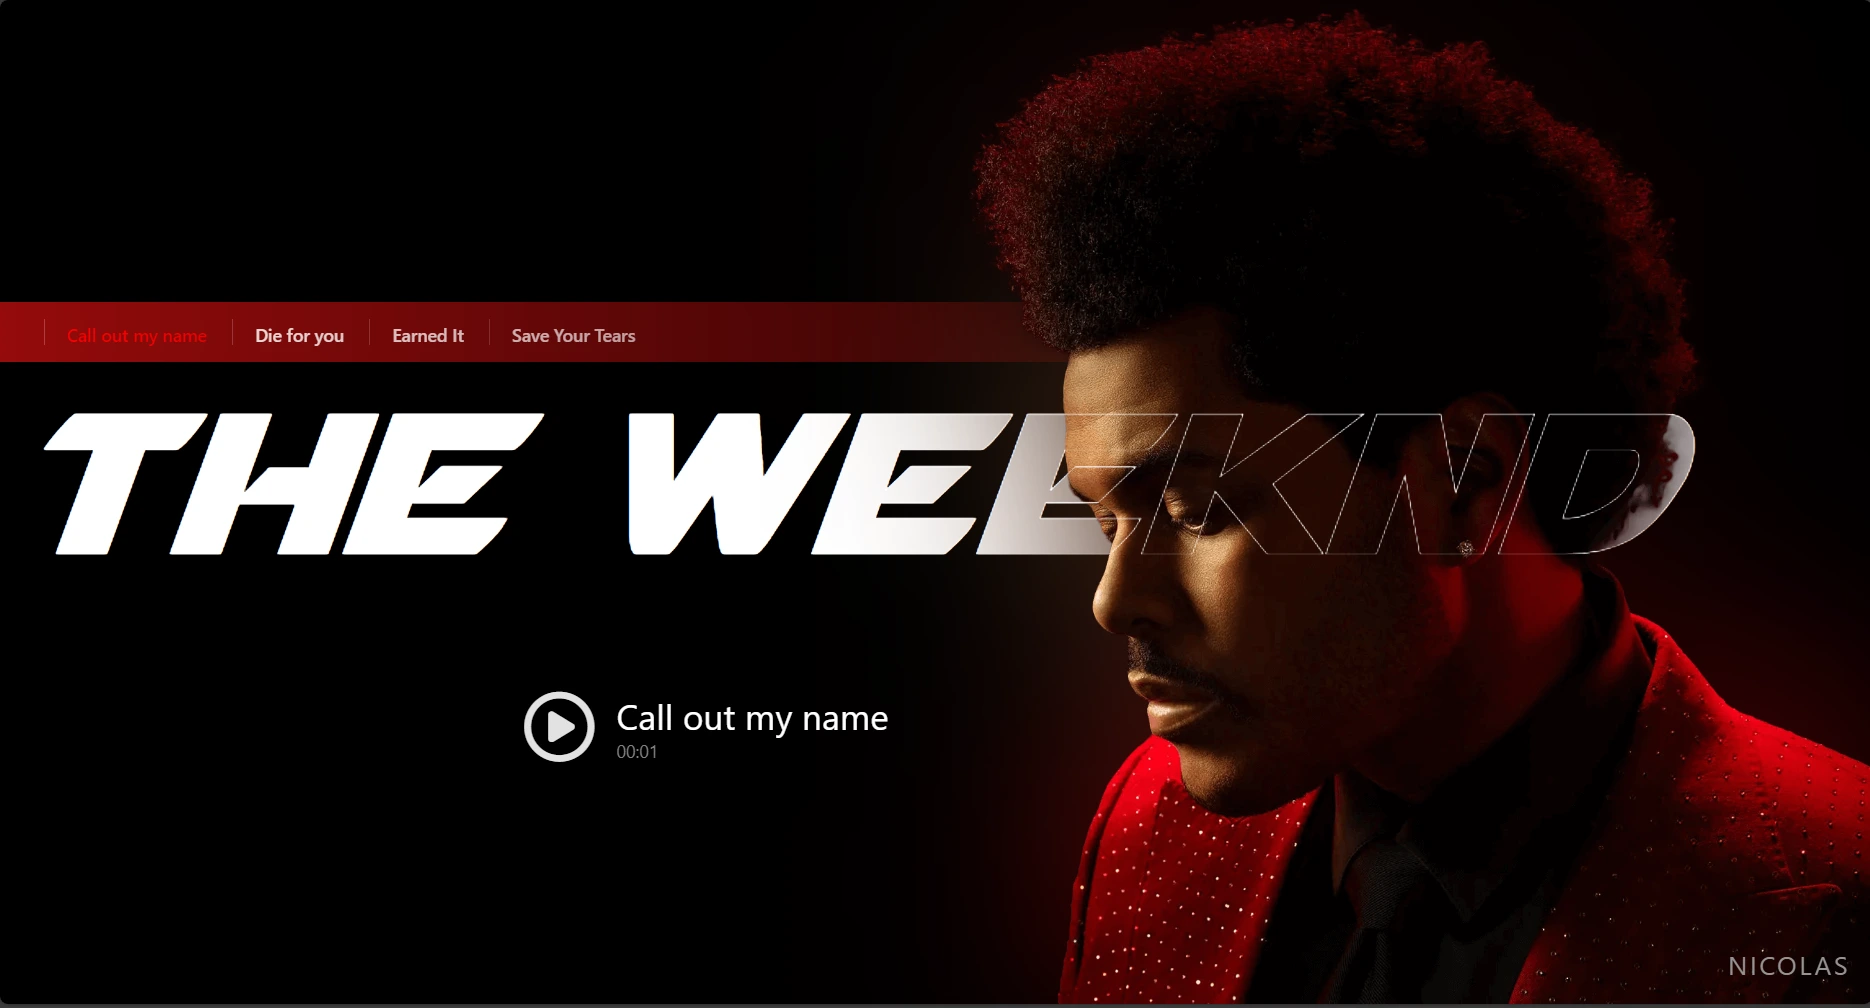 Call out my name
Die for you
Earned It
Save Your Tears
THE WEEKND
Call out my name
00:01
NICOLAS